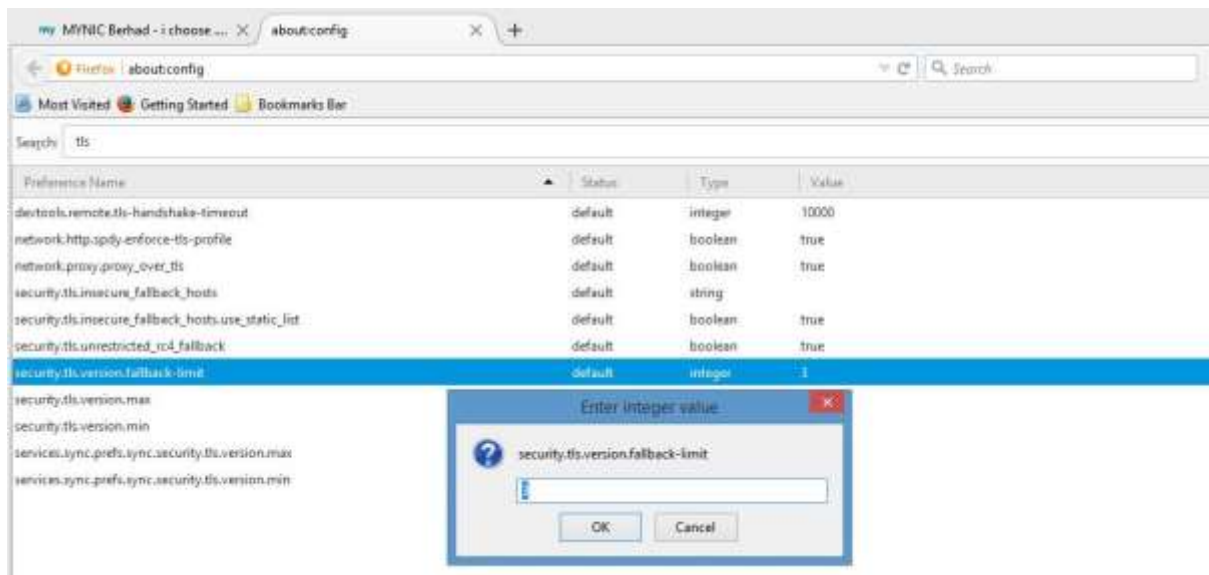 my MYNIC Berhad - i choose .... × about:config × +
Firefox about:config Search
Most Visited Getting Started Bookmarks Bar
Search: tls
Preference Name Status Type Value
devtools.remote.tls-handshake-timeout default integer 10000
network.http.spdy.enforce-tls-profile default boolean true
network.proxy.proxy_over_tls default boolean true
security.tls.insecure_fallback_hosts default string
security.tls.insecure_fallback_hosts.use_static_list default boolean true
security.tls.unrestricted_rc4_fallback default boolean true
security.tls.version.fallback-limit default integer
security.tls.version.max
security.tls.version.min
services.sync.prefs.sync.security.tls.version.max
services.sync.prefs.sync.security.tls.version.min
Enter integer value
security.tls.version.fallback-limit
OK Cancel